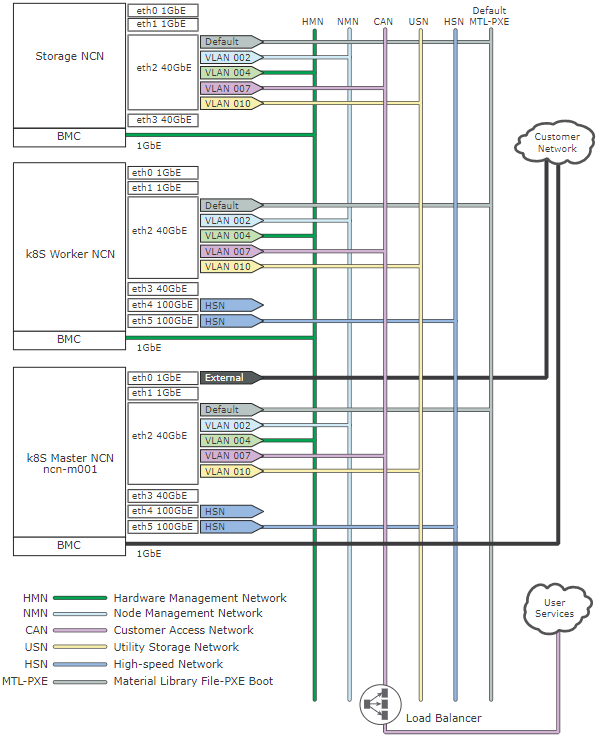 Default
HMN NMN CAN USN HSN MTL-PXE
Storage NCN
eth0 1GbE
eth1 1GbE
eth2 40GbE
Default
VLAN 002
VLAN 004
VLAN 007
VLAN 010
eth3 40GbE
BMC
1GbE
Customer
Network
k8S Worker NCN
eth0 1GbE
eth1 1GbE
eth2 40GbE
Default
VLAN 002
VLAN 004
VLAN 007
VLAN 010
eth3 40GbE
eth4 100GbE HSN
eth5 100GbE HSN
BMC
1GbE
k8S Master NCN
ncn-m001
eth0 1GbE External
eth1 1GbE
eth2 40GbE
Default
VLAN 002
VLAN 004
VLAN 007
VLAN 010
eth3 40GbE
eth4 100GbE HSN
eth5 100GbE HSN
BMC
1GbE
HMN Hardware Management Network
NMN Node Management Network
CAN Customer Access Network
USN Utility Storage Network
HSN High-speed Network
MTL-PXE Material Library File-PXE Boot
User
Services
Load Balancer